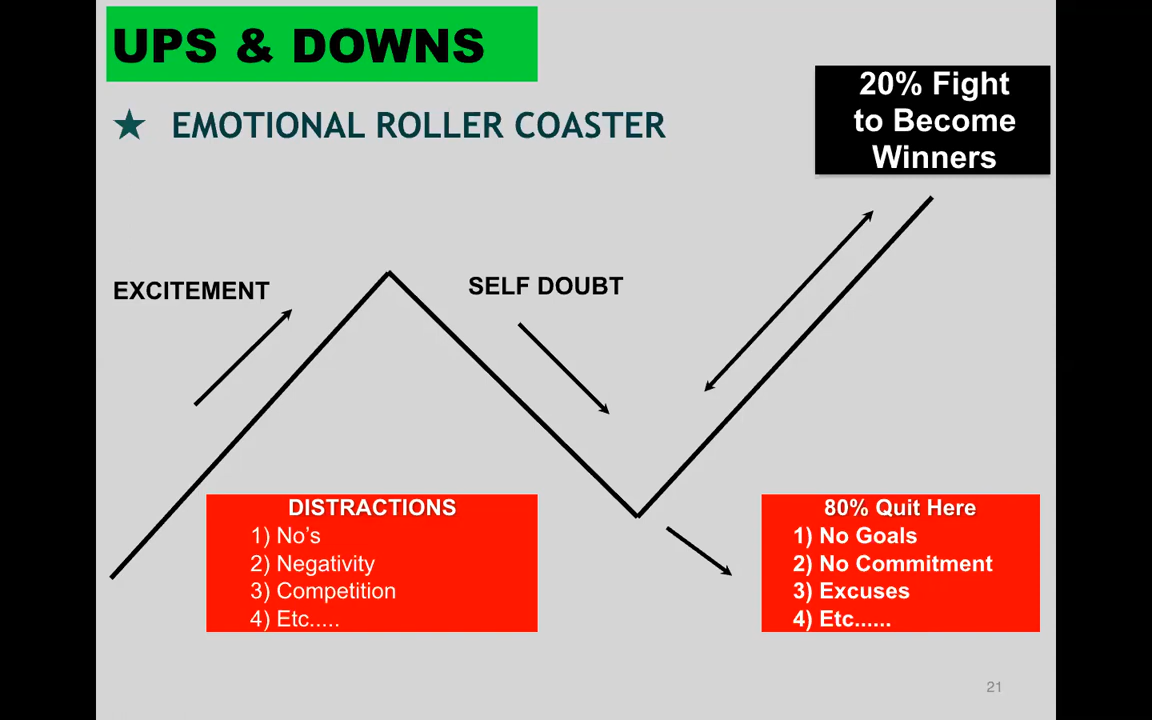 UPS & DOWNS
★ EMOTIONAL ROLLER COASTER
20% Fight
to Become
Winners
EXCITEMENT
SELF DOUBT
DISTRACTIONS
1) No’s
2) Negativity
3) Competition
4) Etc.....
80% Quit Here
1) No Goals
2) No Commitment
3) Excuses
4) Etc......
21